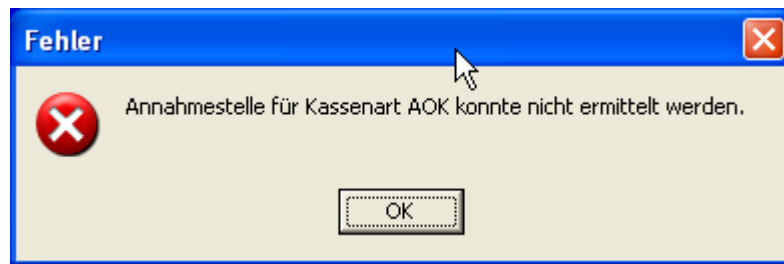 Fehler
Annahmestelle für Kassenart AOK konnte nicht ermittelt werden.
OK